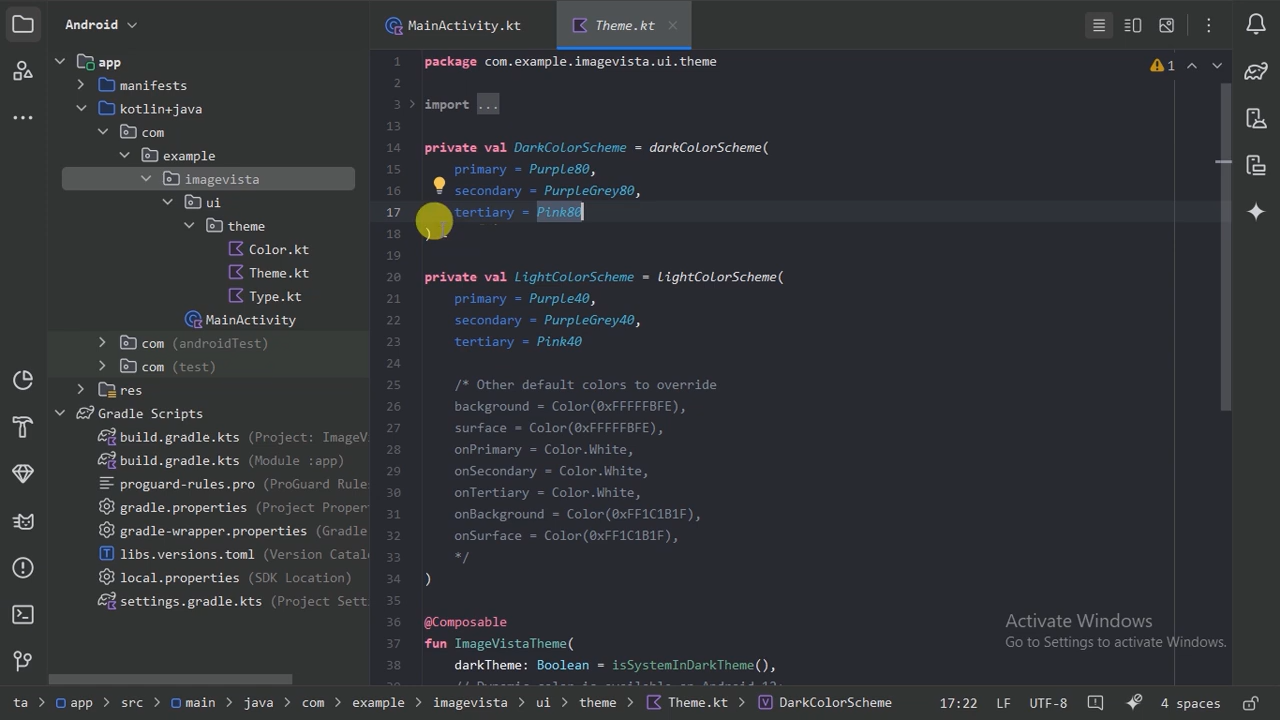 Android
MainActivity.kt
Theme.kt
app
manifests
kotlin+java
com
example
imagevista
ui
theme
Color.kt
Theme.kt
Type.kt
MainActivity
com (androidTest)
com (test)
res
Gradle Scripts
build.gradle.kts (Project: ImageV
build.gradle.kts (Module :app)
proguard-rules.pro (ProGuard Rule
gradle.properties (Project Proper
gradle-wrapper.properties (Gradle
libs.versions.toml (Version Catal
local.properties (SDK Location)
settings.gradle.kts (Project Sett
1 package com.example.imagevista.ui.theme
1
2
3 import ...
13
14 private val DarkColorScheme = darkColorScheme(
15 primary = Purple80,
16 secondary = PurpleGrey80,
17 tertiary = Pink80
18 )
19
20 private val LightColorScheme = lightColorScheme(
21 primary = Purple40,
22 secondary = PurpleGrey40,
23 tertiary = Pink40
24
25 /* Other default colors to override
26 background = Color(0xFFFFFBFE),
27 surface = Color(0xFFFFFBFE),
28 onPrimary = Color.White,
29 onSecondary = Color.White,
30 onTertiary = Color.White,
31 onBackground = Color(0xFF1C1B1F),
32 onSurface = Color(0xFF1C1B1F),
33 */
34 )
35
36 @Composable
37 fun ImageVistaTheme(
38 darkTheme: Boolean = isSystemInDarkTheme(),
// Dynamic color is available on Android 12+
Activate Windows
Go to Settings to activate Windows.
ta > app > src > main > java > com > example > imagevista > ui > theme > Theme.kt > DarkColorScheme
17:22 LF UTF-8 4 spaces